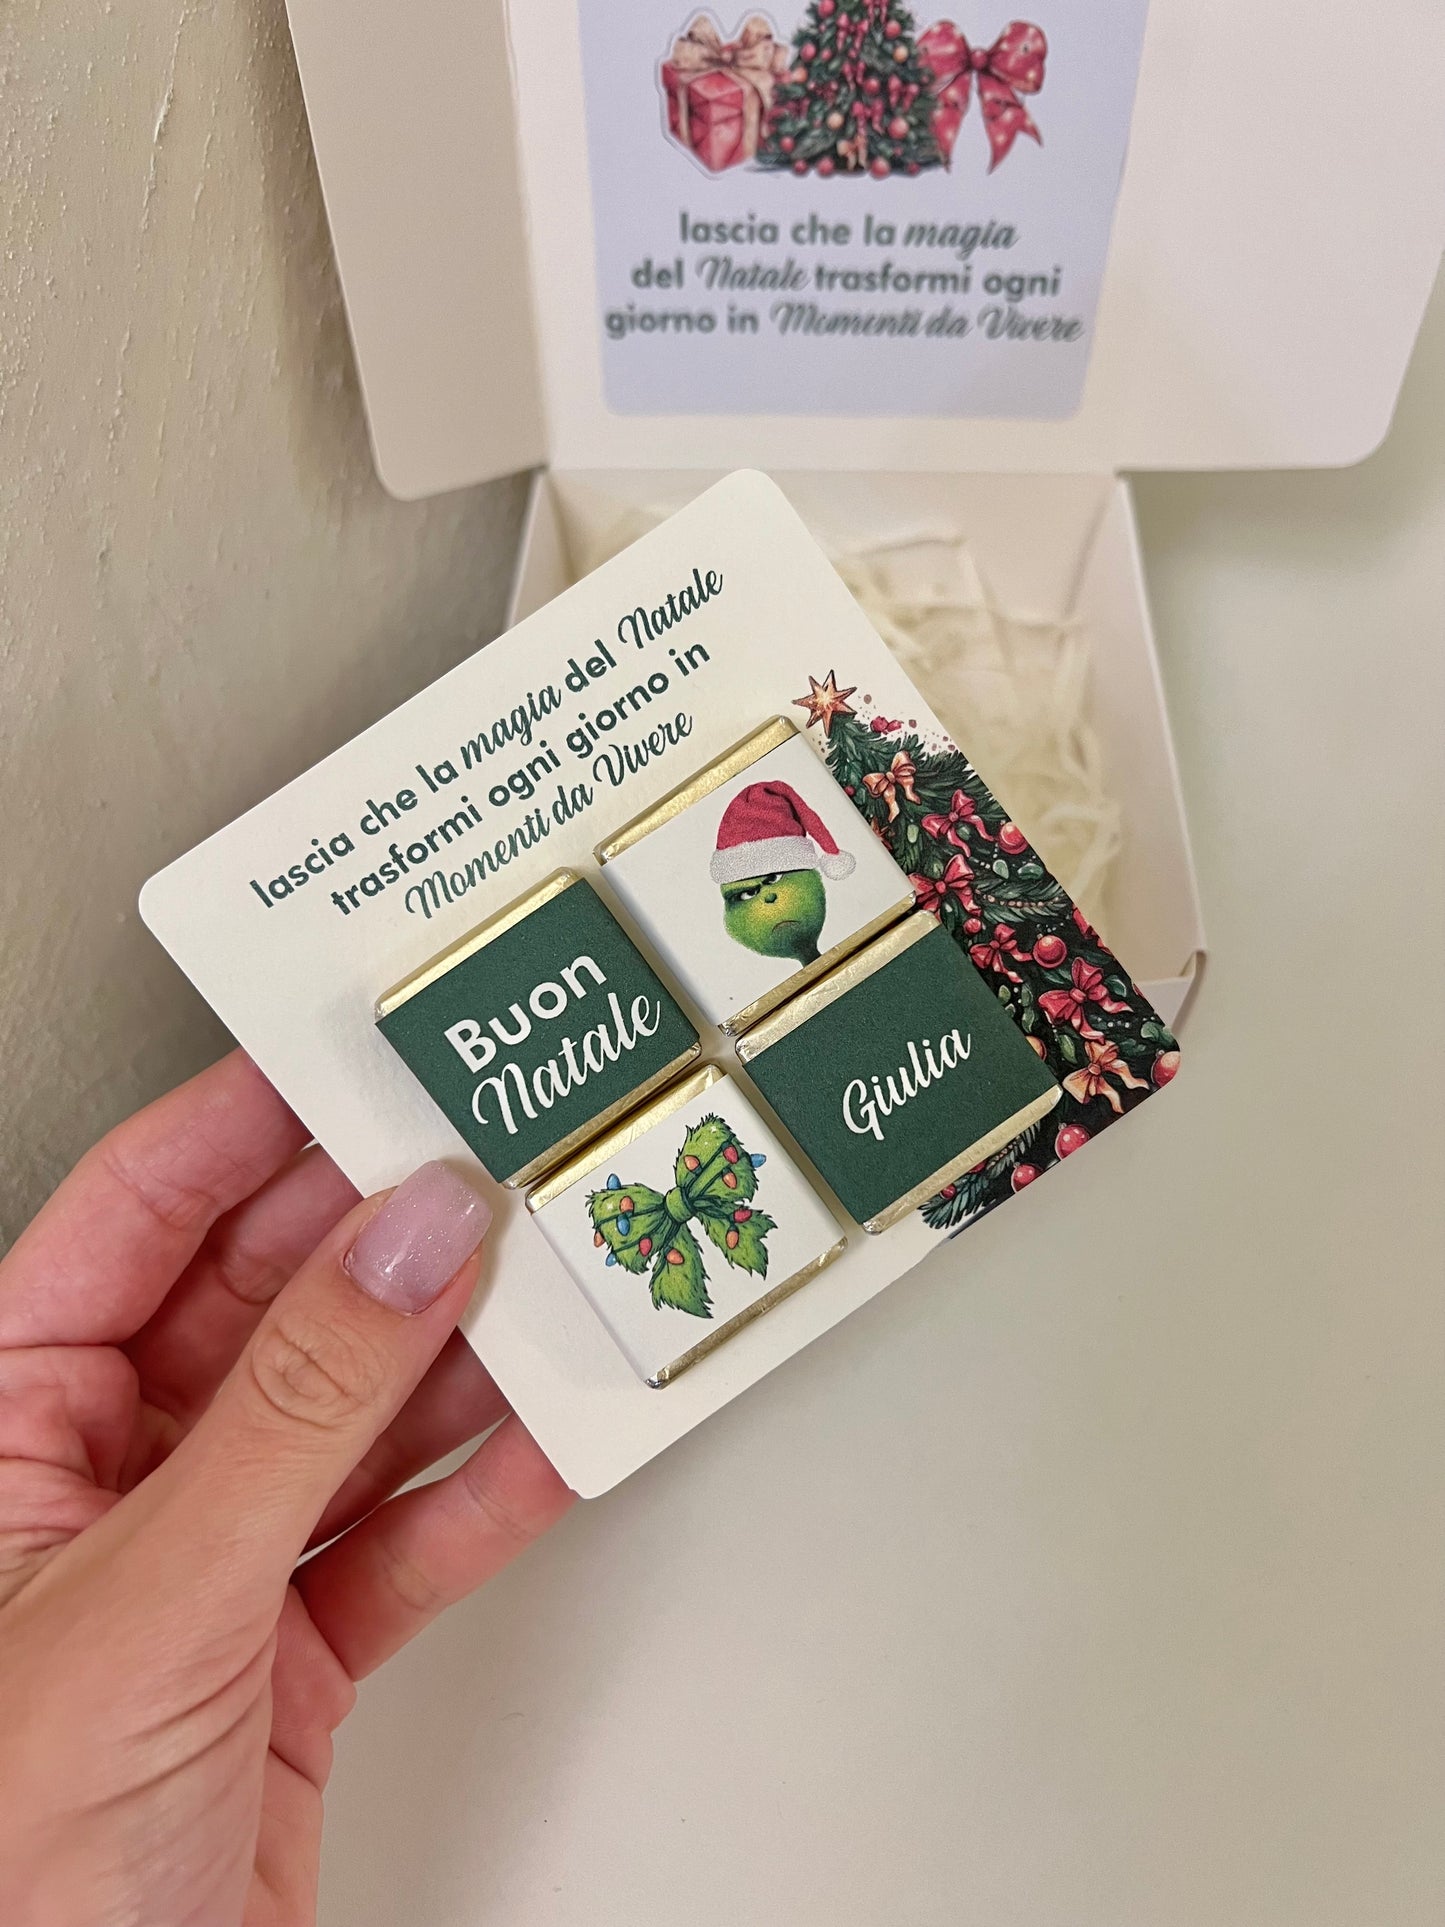 lascia che la magia
del Natale trasformi ogni
giorno in Momenti da Vivere
lascia che la magia del Natale
trasformi ogni giorno in
Momenti da Vivere
Buon
Natale
Giulia